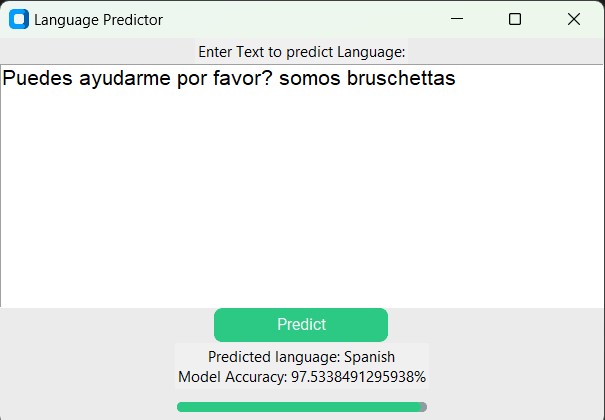 Language Predictor
Enter Text to predict Language:
Puedes ayudarme por favor? somos bruschettas
Predict
Predicted language: Spanish
Model Accuracy: 97.5338491295938%